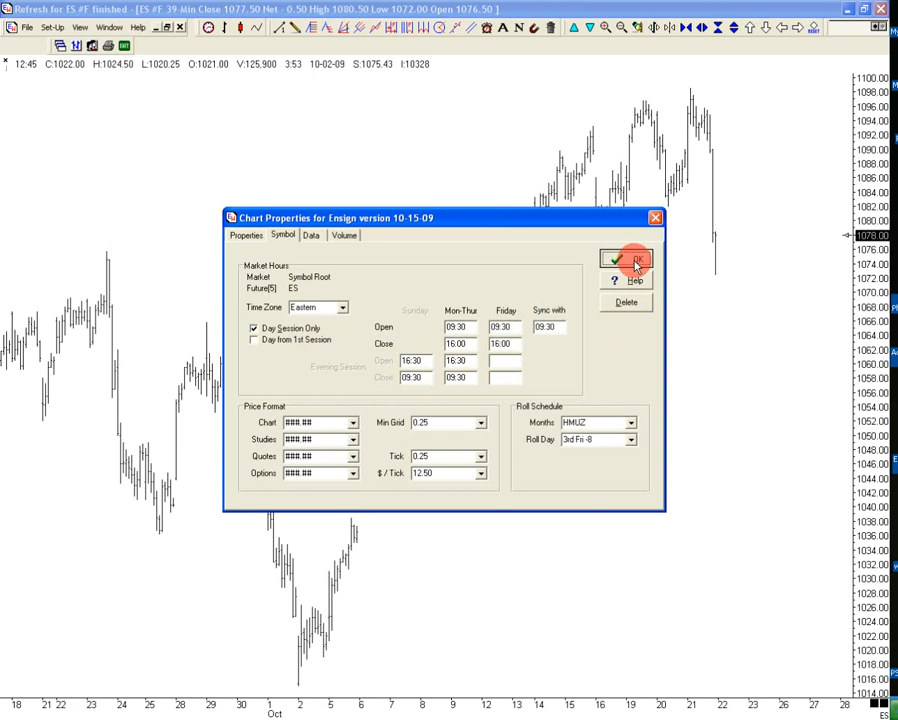 Refresh for ES #F finished - [ES #F 39-Min Close 1077.50 Net - 0.50 High 1080.50 Low 1072.00 Open 1076.50 ]
File Set-Up View Window Help
12:45 C:1022.00 H:1024.50 L:1020.25 O:1021.00 V:125,900 3:53 10-02-09 S:1075.43 I:10328
Chart Properties for Ensign version 10-15-09
Properties Symbol Data Volume
Market Hours
Market Symbol Root
Future[5] ES
Time Zone Eastern
Sunday Mon-Thur Friday Sync with
Day Session Only Open 09:30 09:30 09:30
Day from 1st Session Close 16:00 16:00
Evening Session Open 16:30 16:30
Close 09:30 09:30
OK
Help
Delete
Price Format
Chart ###.## Min Grid 0.25
Studies ###.##
Quotes ###.## Tick 0.25
Options ###.## $ / Tick 12.50
Roll Schedule
Months HMUZ
Roll Day 3rd Fri -8
1100.00
1098.00
1096.00
1094.00
1092.00
1090.00
1088.00
1086.00
1084.00
1082.00
1080.00
1078.00
1076.00
1074.00
1072.00
1070.00
1068.00
1066.00
1064.00
1062.00
1060.00
1058.00
1056.00
1054.00
1052.00
1050.00
1048.00
1046.00
1044.00
1042.00
1040.00
1038.00
1036.00
1034.00
1032.00
1030.00
1028.00
1026.00
1024.00
1022.00
1020.00
1018.00
1016.00
1014.00
18 21 22 23 24 25 28 29 30 2 5 6 7 8 9 12 13 14 15 16 19 20 21 22 23 26 27 28
Oct
ES